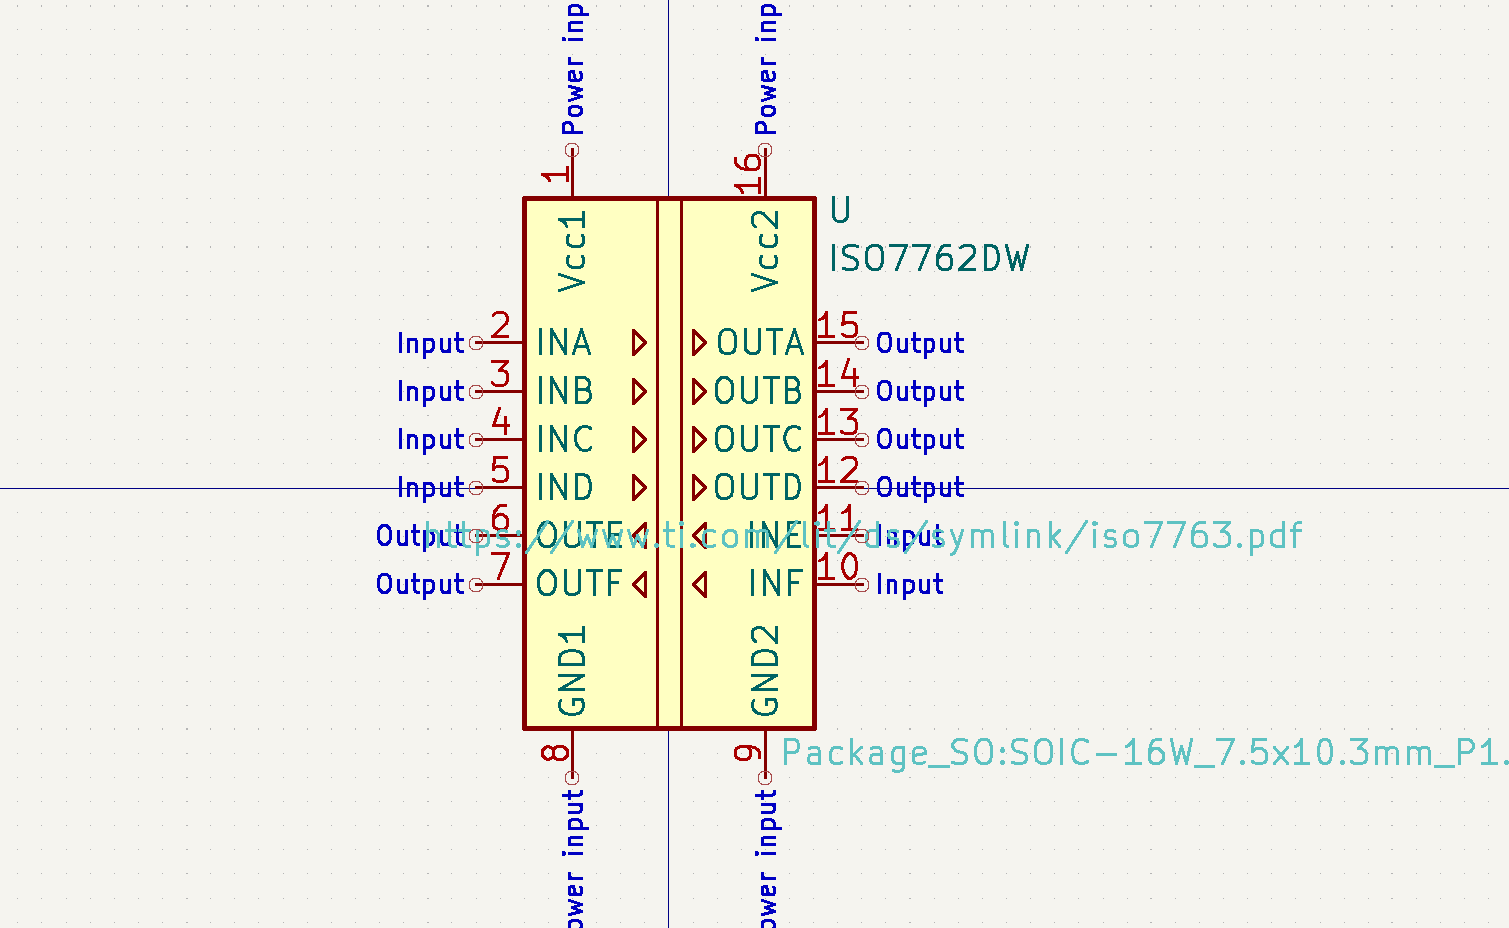 Power inp
Power inp
1
16
Vcc1
Vcc2
U
ISO7762DW
Input 2 INA OUTA 15 Output
Input 3 INB OUTB 14 Output
Input 4 INC OUTC 13 Output
Input 5 IND OUTD 12 Output
Output 6 OUTE INE 11 Input
https://www.ti.com/lit/ds/symlink/iso7763.pdf
Output 7 OUTF INF 10 Input
GND1
GND2
8
9
Package_SO:SOIC-16W_7.5x10.3mm_P1.
ower input
ower input